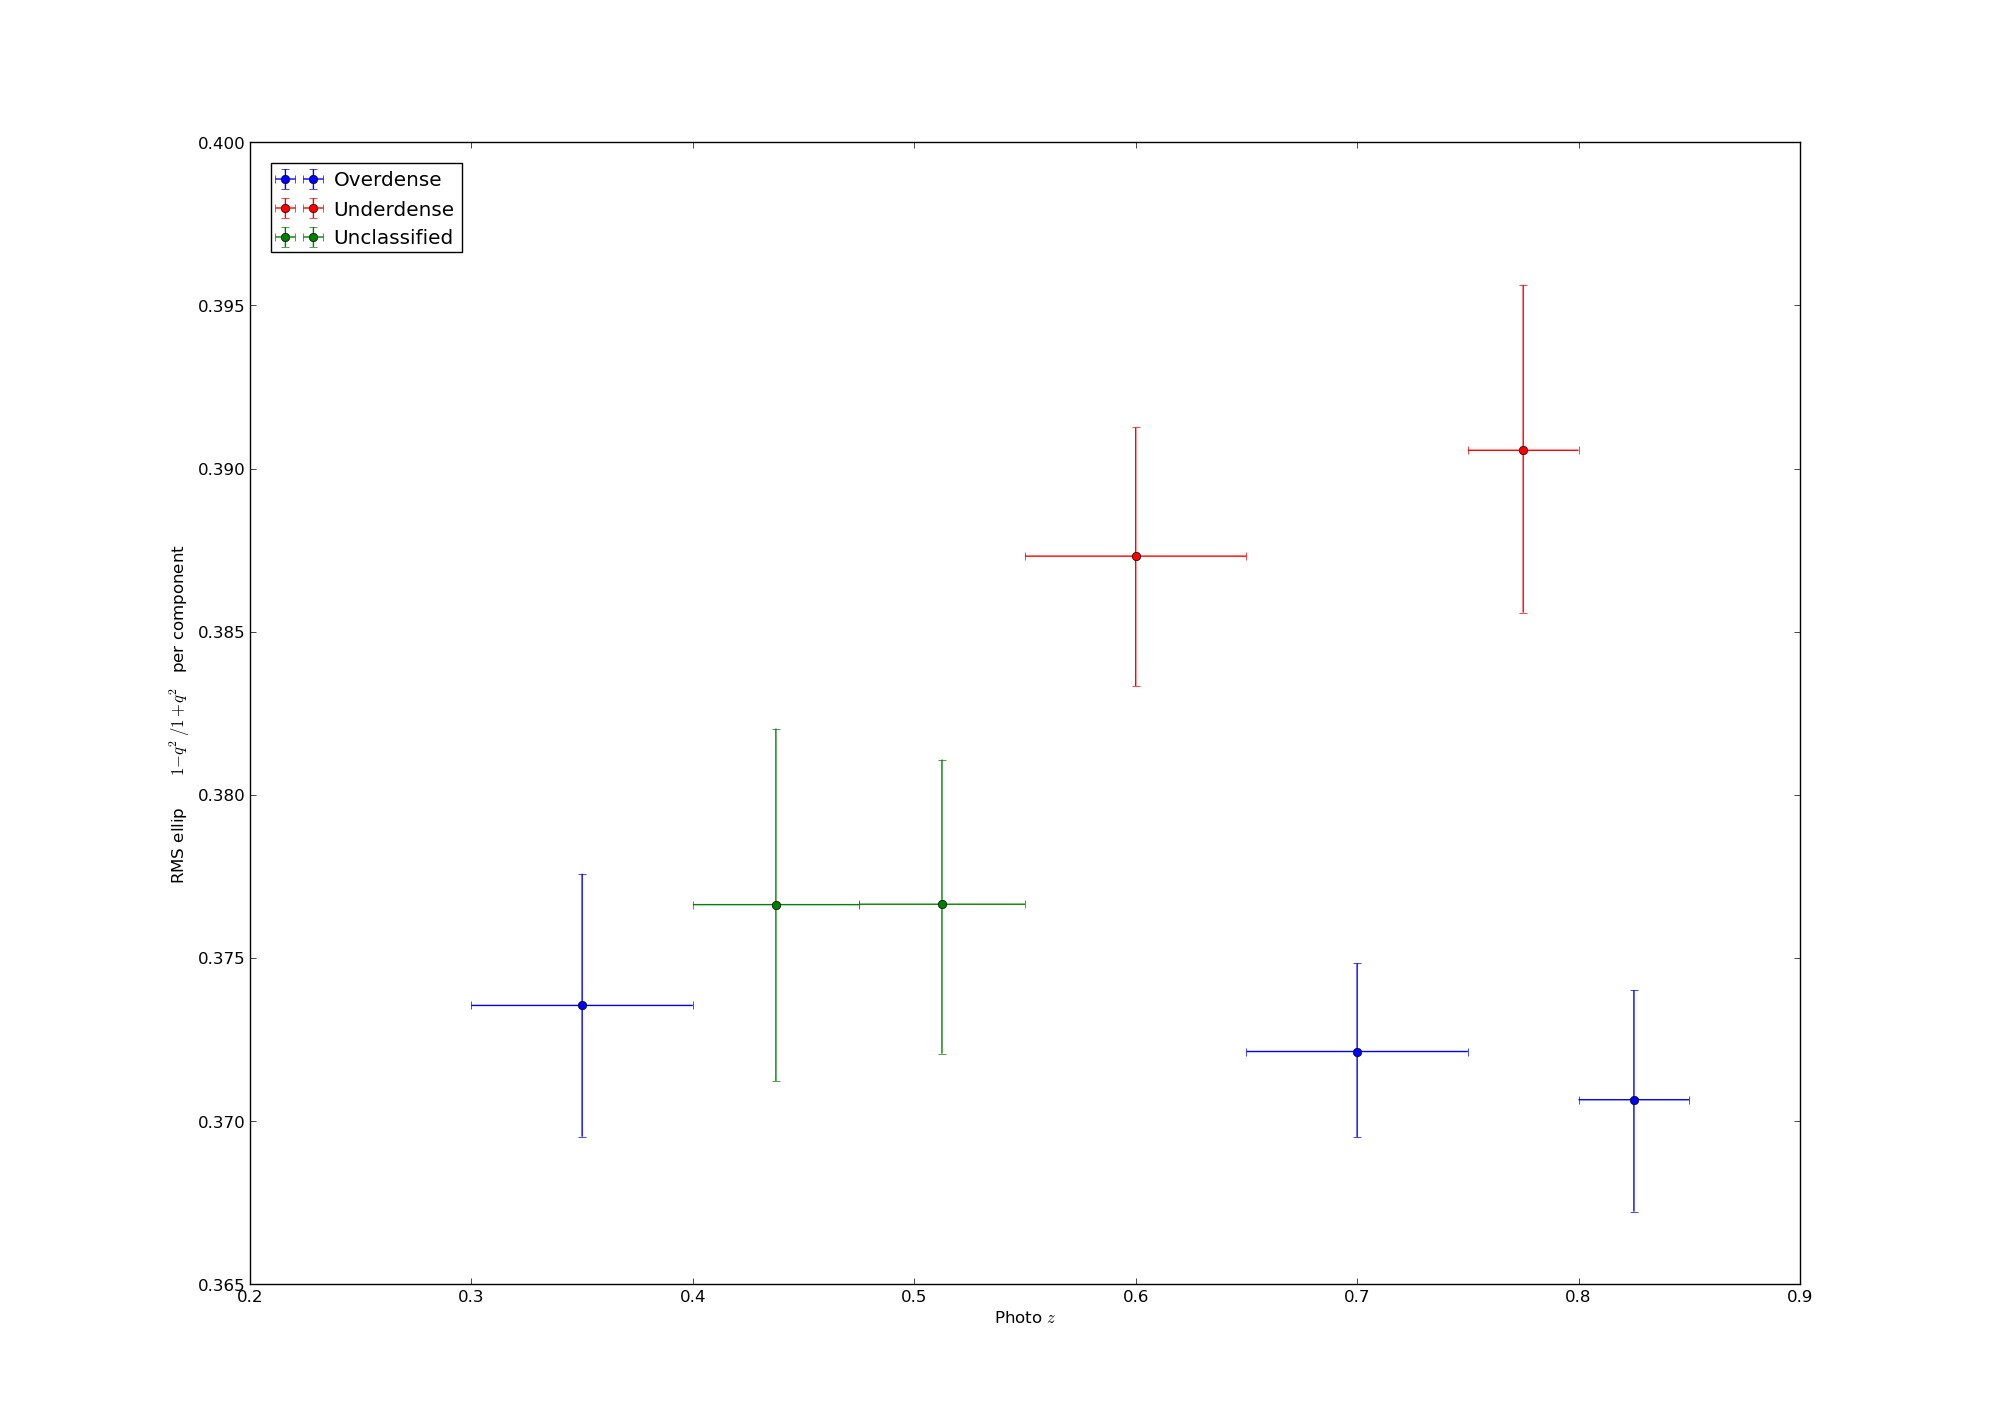 0.400
0.395
0.390
0.385
0.380
0.375
0.370
0.365
Overdense
Underdense
Unclassified
RMS ellip 1−q² /1+q² per component
0.2 0.3 0.4 0.5 0.6 0.7 0.8 0.9
Photo z